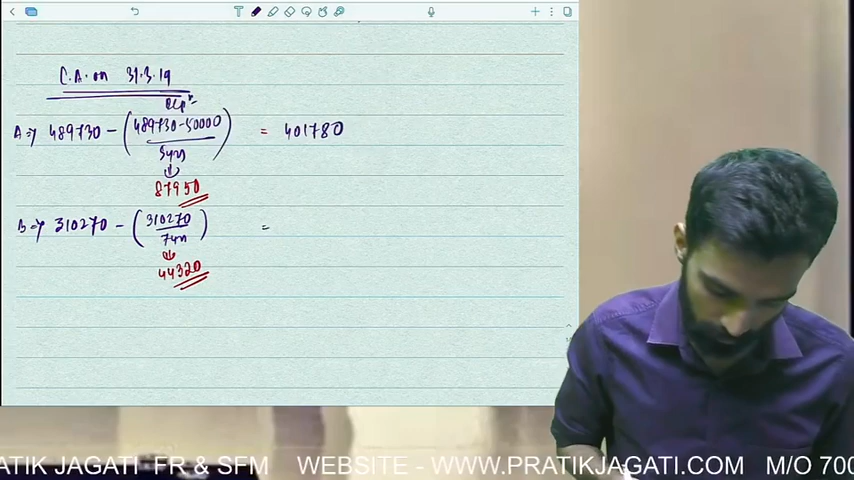 C.A. on 31.3.19
Dep
A => 489730 - (489730-50000 / 5yrs) = 401780
87950
B => 310270 - (310270 / 7yrs) =
44320
ATIK JAGATI FR & SFM WEBSITE - WWW.PRATIKJAGATI.COM M/O 700